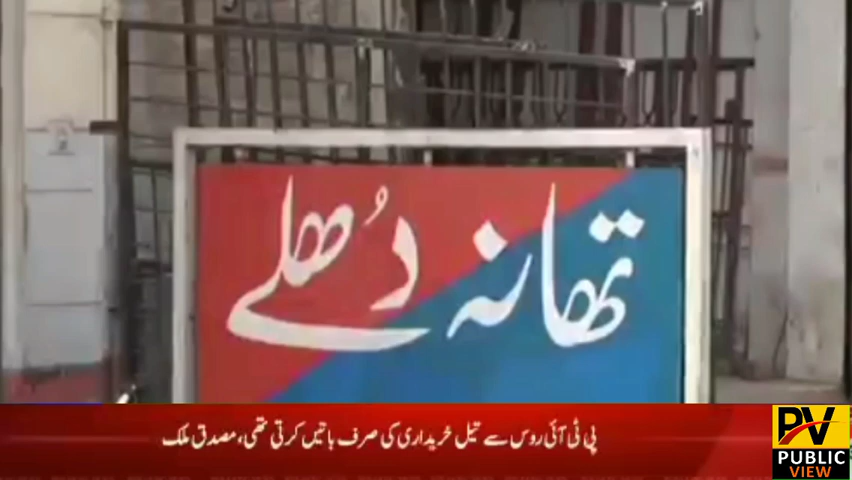 تھانہ دُھلے
پی ٹی آئی روس سے تیل خریداری کی صرف باتیں کرتی تھی، مصدق ملک
PV
PUBLIC
VIEW